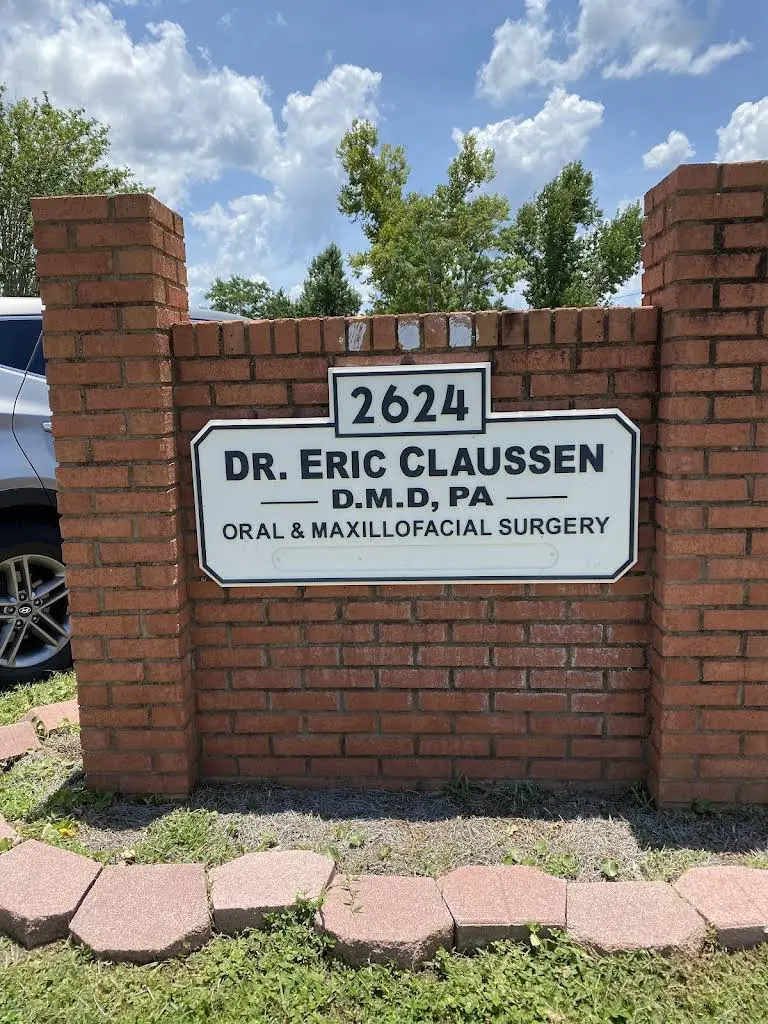 2624
DR. ERIC CLAUSSEN
D.M.D, PA
ORAL & MAXILLOFACIAL SURGERY